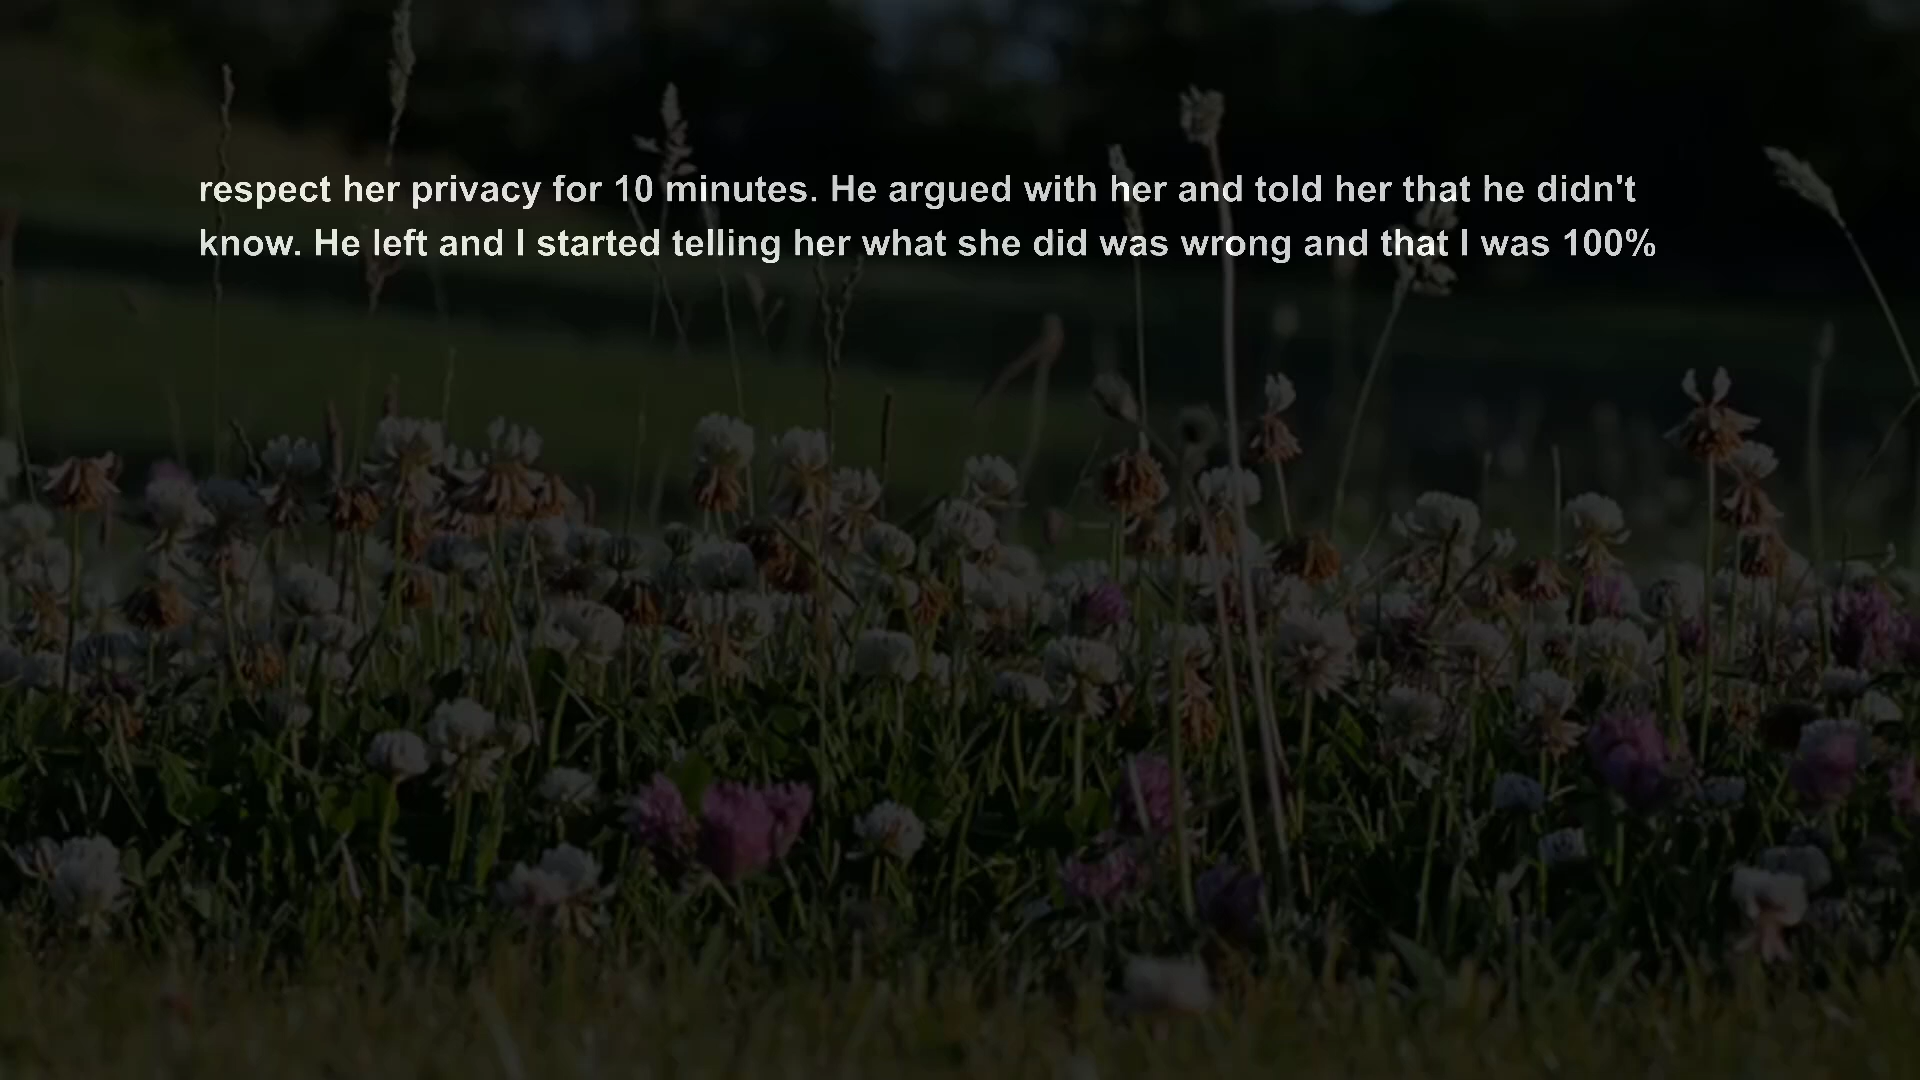 respect her privacy for 10 minutes. He argued with her and told her that he didn't
know. He left and I started telling her what she did was wrong and that I was 100%